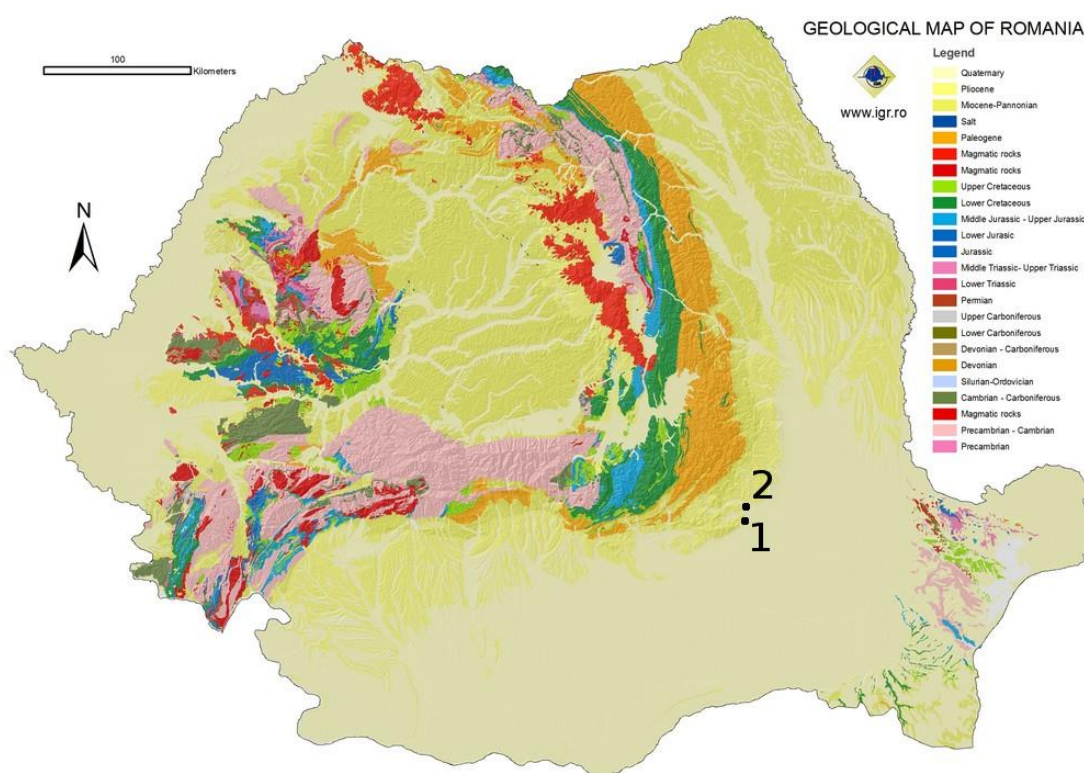 GEOLOGICAL MAP OF ROMANIA
100
Kilometers
www.igr.ro
N
Legend
Quaternary
Pliocene
Miocene-Pannonian
Salt
Paleogene
Magmatic rocks
Magmatic rocks
Upper Cretaceous
Lower Cretaceous
Middle Jurassic - Upper Jurassic
Lower Jurasic
Jurassic
Middle Triassic- Upper Triassic
Lower Triassic
Permian
Upper Carboniferous
Lower Carboniferous
Devonian - Carboniferous
Devonian
Silurian-Ordovician
Cambrian - Carboniferous
Magmatic rocks
Precambrian - Cambrian
Precambrian
2
1